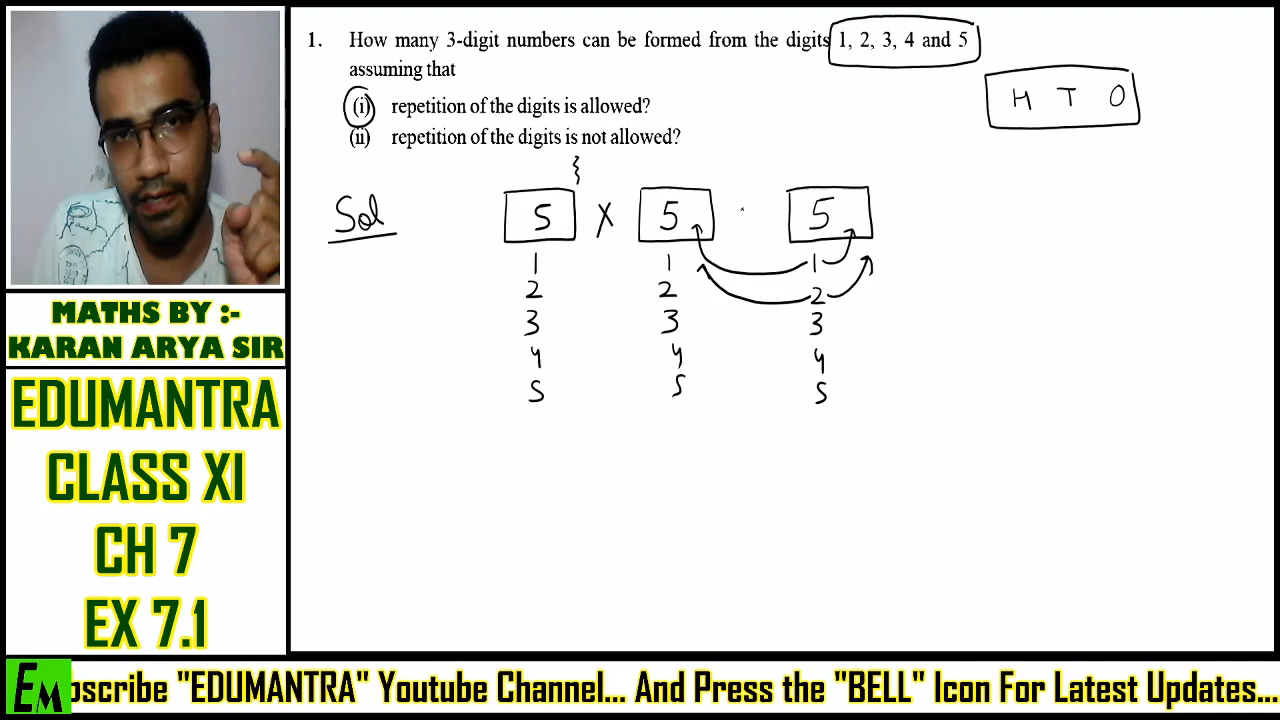 1. How many 3-digit numbers can be formed from the digits 1, 2, 3, 4 and 5
assuming that
(i) repetition of the digits is allowed?
(ii) repetition of the digits is not allowed?
H T O
Sol
5 X 5 . 5
1 1 1
2 2 2
3 3 3
4 4 4
5 5 5
MATHS BY :-
KARAN ARYA SIR
EDUMANTRA
CLASS XI
CH 7
EX 7.1
EM
bscribe "EDUMANTRA" Youtube Channel... And Press the "BELL" Icon For Latest Updates...